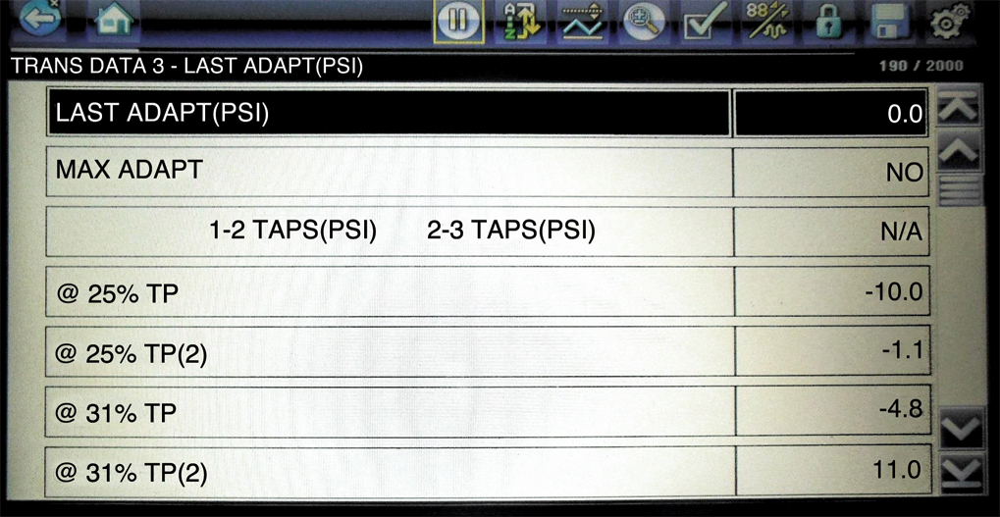 A
Z
88
TRANS DATA 3 - LAST ADAPT(PSI) 190 / 2000
LAST ADAPT(PSI) 0.0
MAX ADAPT NO
1-2 TAPS(PSI) 2-3 TAPS(PSI) N/A
@ 25% TP -10.0
@ 25% TP(2) -1.1
@ 31% TP -4.8
@ 31% TP(2) 11.0